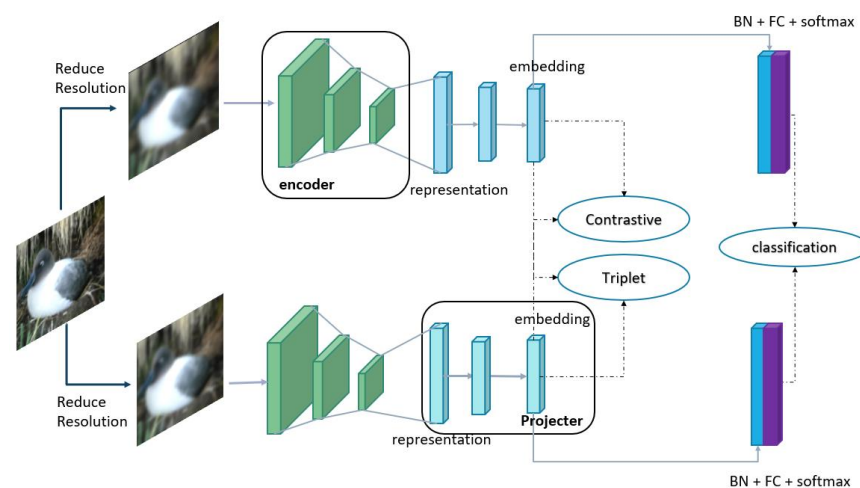 BN + FC + softmax
Reduce
Resolution
embedding
encoder
representation
Contrastive
classification
Triplet
embedding
Reduce
Resolution
Projecter
representation
BN + FC + softmax